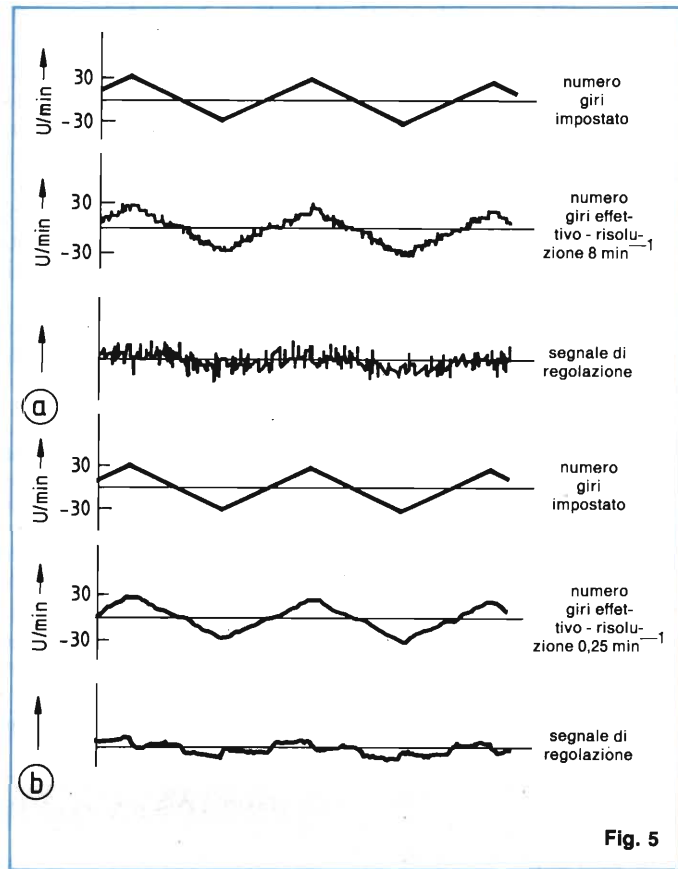 U/min
30
-30
numero
giri
impostato
U/min
30
-30
numero
giri effet-
tivo - risolu-
zione 8 min—1
segnale di
regolazione
a
U/min
30
-30
numero
giri
impostato
U/min
30
-30
numero
giri effet-
tivo - risolu-
zione 0,25 min—1
segnale di
regolazione
b
Fig. 5